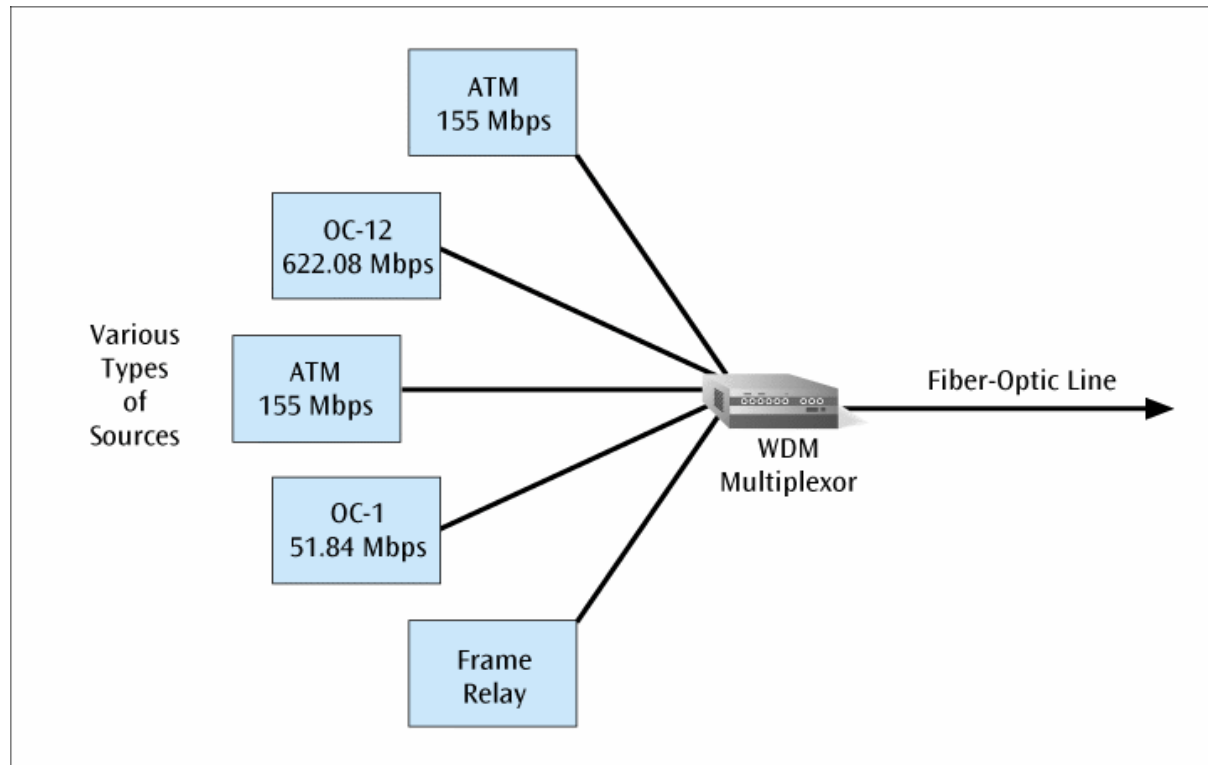 ATM
155 Mbps
OC-12
622.08 Mbps
Various
Types
of
Sources
ATM
155 Mbps
Fiber-Optic Line
WDM
Multiplexor
OC-1
51.84 Mbps
Frame
Relay